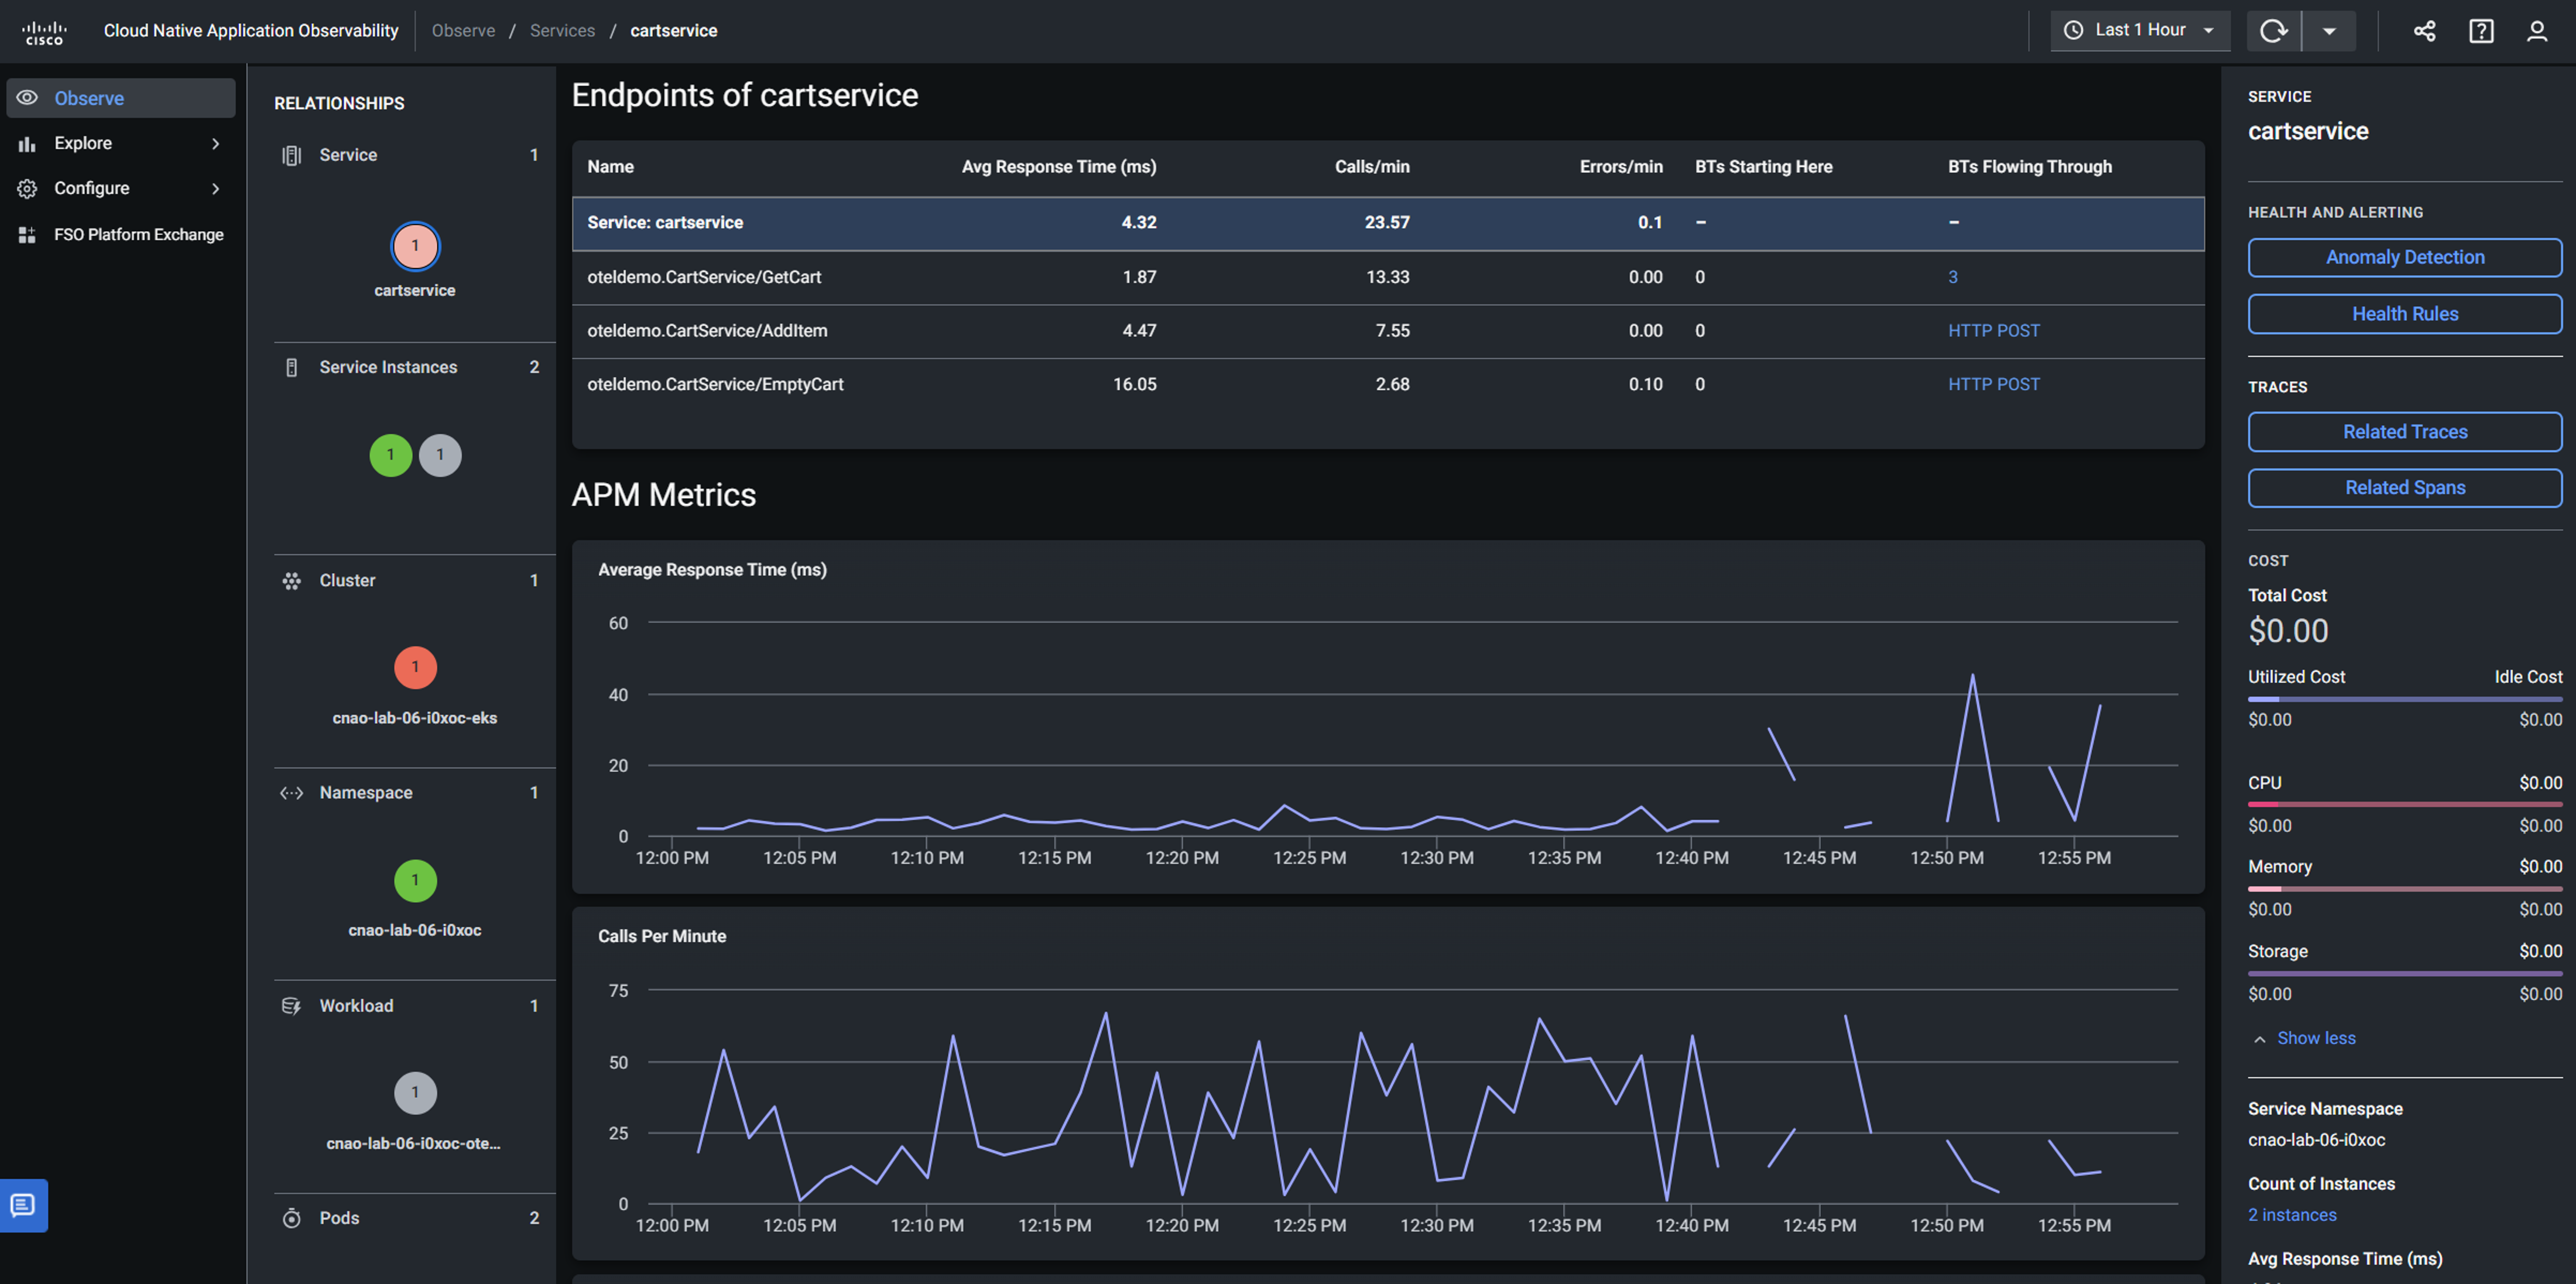 cisco
Cloud Native Application Observability
Observe / Services / cartservice
Last 1 Hour
Observe
Explore
Configure
FSO Platform Exchange
RELATIONSHIPS
Service 1
1
cartservice
Service Instances 2
1 1
Cluster 1
1
cnao-lab-06-i0xoc-eks
Namespace 1
1
cnao-lab-06-i0xoc
Workload 1
1
cnao-lab-06-i0xoc-ote...
Pods 2
Endpoints of cartservice
Name Avg Response Time (ms) Calls/min Errors/min BTs Starting Here BTs Flowing Through
Service: cartservice 4.32 23.57 0.1 – –
oteldemo.CartService/GetCart 1.87 13.33 0.00 0 3
oteldemo.CartService/AddItem 4.47 7.55 0.00 0 HTTP POST
oteldemo.CartService/EmptyCart 16.05 2.68 0.10 0 HTTP POST
APM Metrics
Average Response Time (ms)
60
40
20
0
12:00 PM 12:05 PM 12:10 PM 12:15 PM 12:20 PM 12:25 PM 12:30 PM 12:35 PM 12:40 PM 12:45 PM 12:50 PM 12:55 PM
Calls Per Minute
75
50
25
0
12:00 PM 12:05 PM 12:10 PM 12:15 PM 12:20 PM 12:25 PM 12:30 PM 12:35 PM 12:40 PM 12:45 PM 12:50 PM 12:55 PM
SERVICE
cartservice
HEALTH AND ALERTING
Anomaly Detection
Health Rules
TRACES
Related Traces
Related Spans
COST
Total Cost
$0.00
Utilized Cost Idle Cost
$0.00 $0.00
CPU $0.00
$0.00 $0.00
Memory $0.00
$0.00 $0.00
Storage $0.00
$0.00 $0.00
Show less
Service Namespace
cnao-lab-06-i0xoc
Count of Instances
2 instances
Avg Response Time (ms)